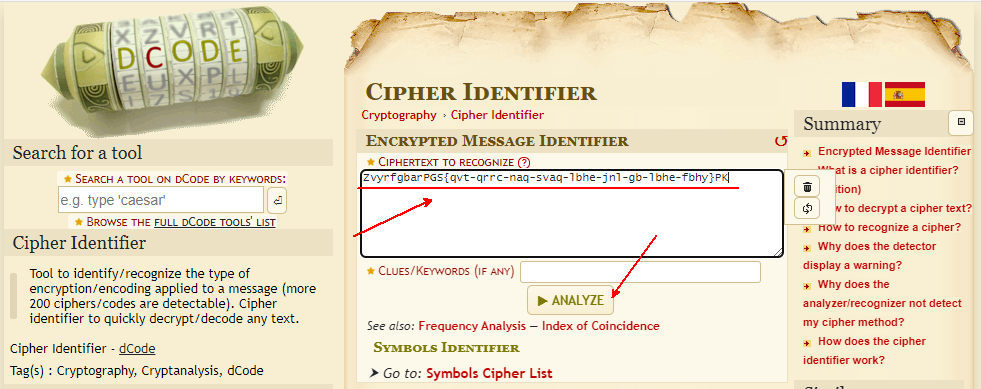 X Z V R T
D C O D E
E U X P L
Search for a tool
★ Search a tool on dCode by keywords:
e.g. type 'caesar'
★ Browse the full dCode tools' list
Cipher Identifier
Tool to identify/recognize the type of
encryption/encoding applied to a message (more
200 ciphers/codes are detectable). Cipher
identifier to quickly decrypt/decode any text.
Cipher Identifier - dCode
Tag(s) : Cryptography, Cryptanalysis, dCode
Cipher Identifier
Cryptography › Cipher Identifier
Encrypted Message Identifier
★ Ciphertext to recognize (?)
ZvyrfgbarPGS{qvt-qrrc-naq-svaq-lbhe-jnl-gb-lbhe-fbhy}PK
★ Clues/Keywords (if any)
▶ ANALYZE
See also: Frequency Analysis — Index of Coincidence
Symbols Identifier
➤ Go to: Symbols Cipher List
Summary
Encrypted Message Identifier
What is a cipher identifier?
ition)
w to decrypt a cipher text?
How to recognize a cipher?
Why does the detector
display a warning?
Why does the
analyzer/recognizer not detect
my cipher method?
How does the cipher
identifier work?